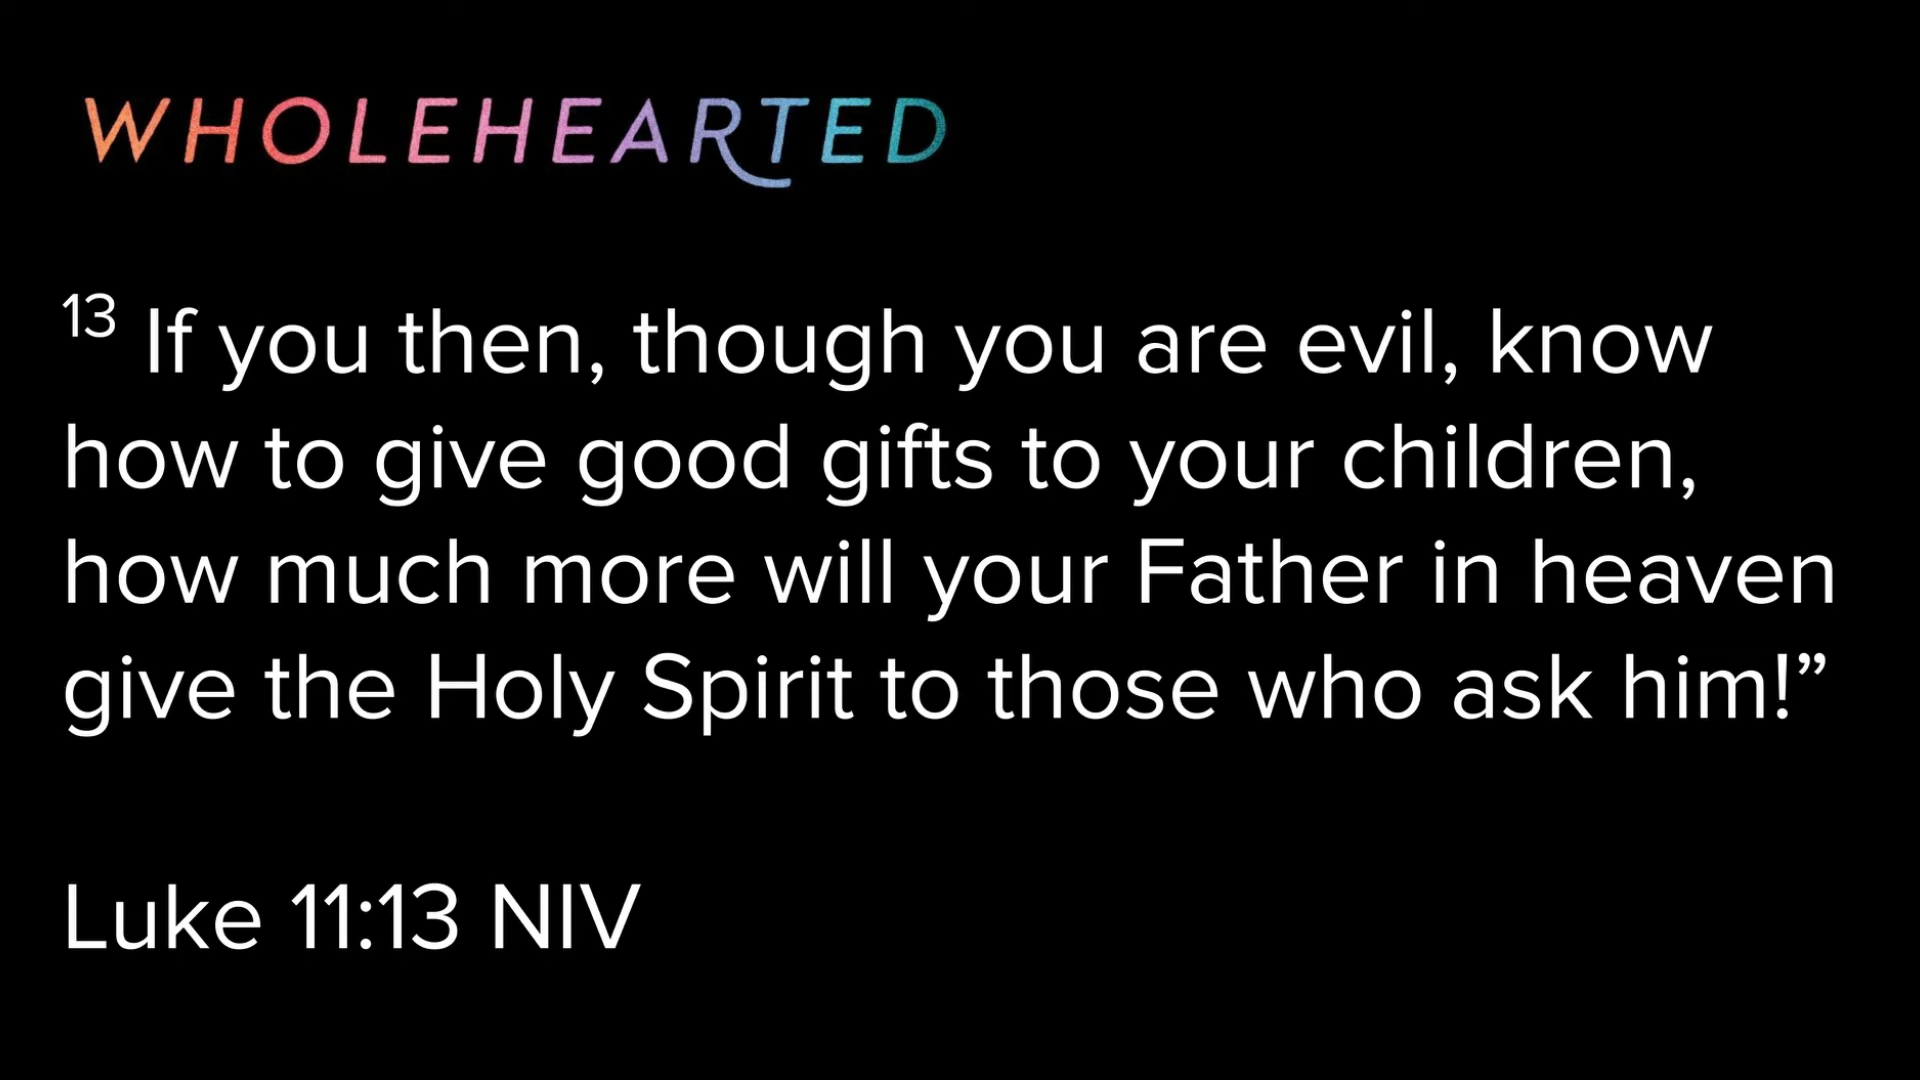 WHOLEHEARTED
13 If you then, though you are evil, know
how to give good gifts to your children,
how much more will your Father in heaven
give the Holy Spirit to those who ask him!”
Luke 11:13 NIV